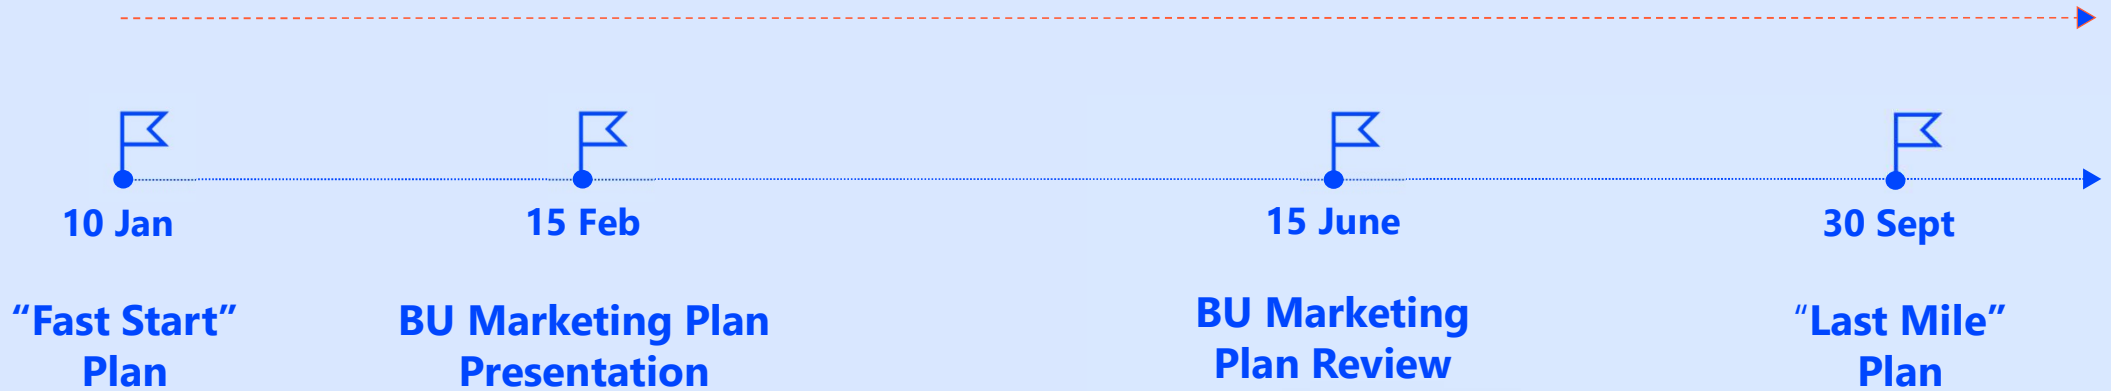 10 Jan
15 Feb
15 June
30 Sept
“Fast Start”
Plan
BU Marketing Plan
Presentation
BU Marketing
Plan Review
“Last Mile”
Plan